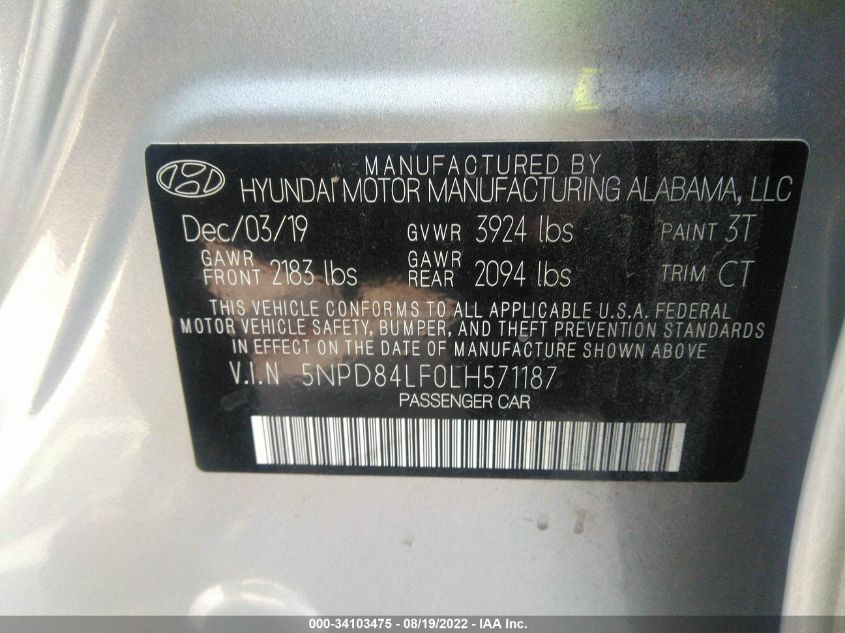 MANUFACTURED BY
HYUNDAI MOTOR MANUFACTURING ALABAMA, LLC
Dec/03/19 GVWR 3924 lbs PAINT 3T
GAWR FRONT 2183 lbs GAWR REAR 2094 lbs TRIM CT
THIS VEHICLE CONFORMS TO ALL APPLICABLE U.S.A. FEDERAL
MOTOR VEHICLE SAFETY, BUMPER, AND THEFT PREVENTION STANDARDS
IN EFFECT ON THE DATE OF MANUFACTURE SHOWN ABOVE
V.I.N 5NPD84LF0LH571187
PASSENGER CAR
000-34103475 - 08/19/2022 - IAA Inc.